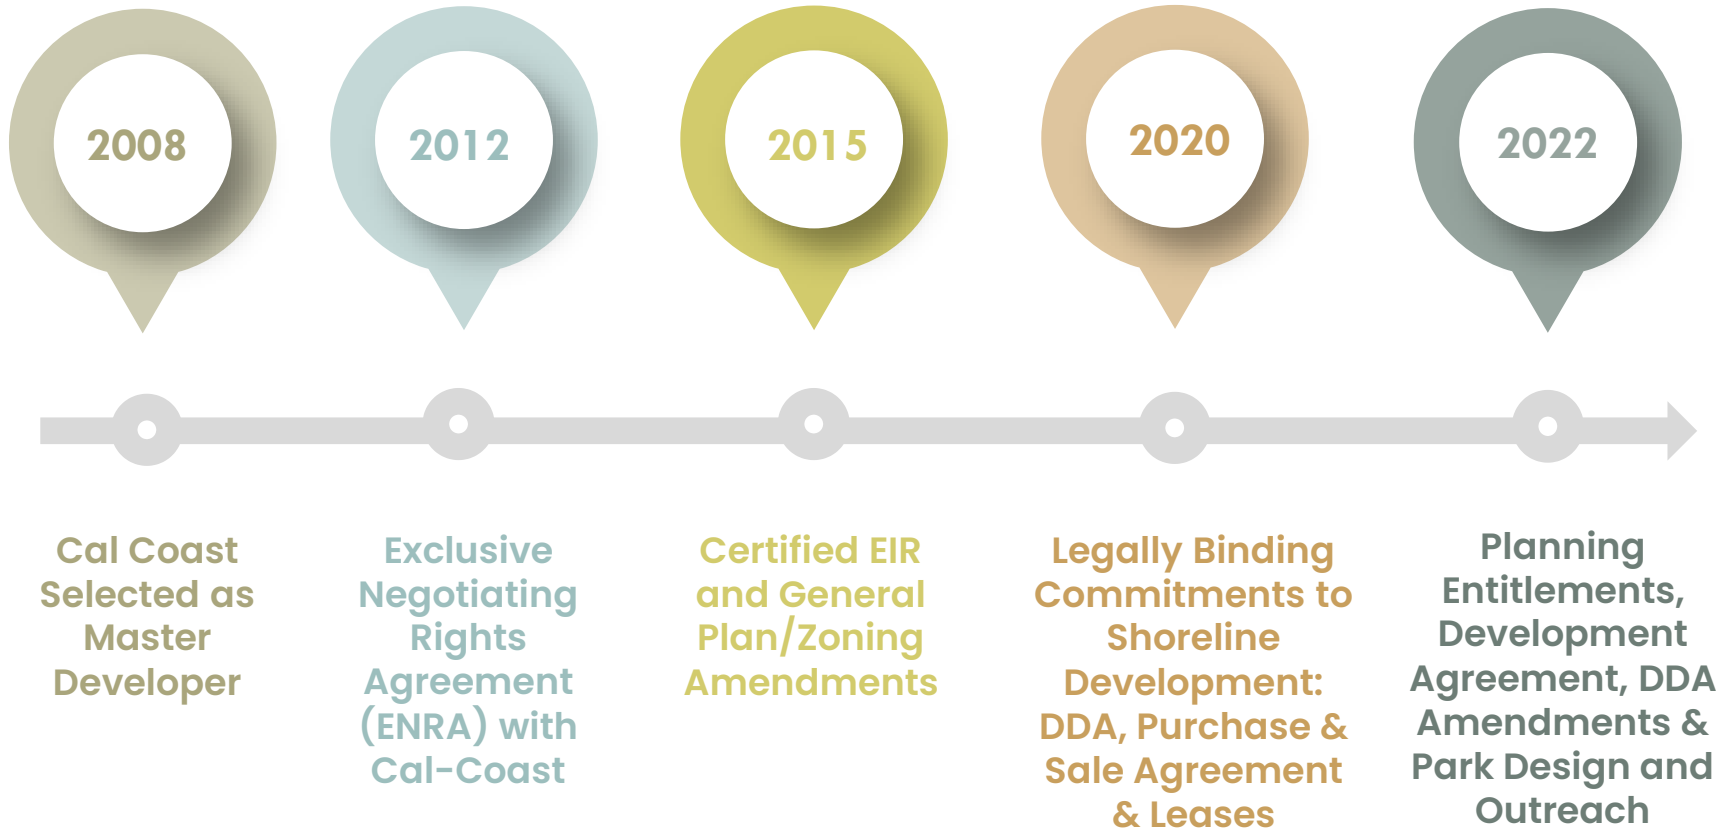 2008
2012
2015
2020
2022
Cal Coast
Selected as
Master
Developer
Exclusive
Negotiating
Rights
Agreement
(ENRA) with
Cal-Coast
Certified EIR
and General
Plan/Zoning
Amendments
Legally Binding
Commitments to
Shoreline
Development:
DDA, Purchase &
Sale Agreement
& Leases
Planning
Entitlements,
Development
Agreement, DDA
Amendments &
Park Design and
Outreach